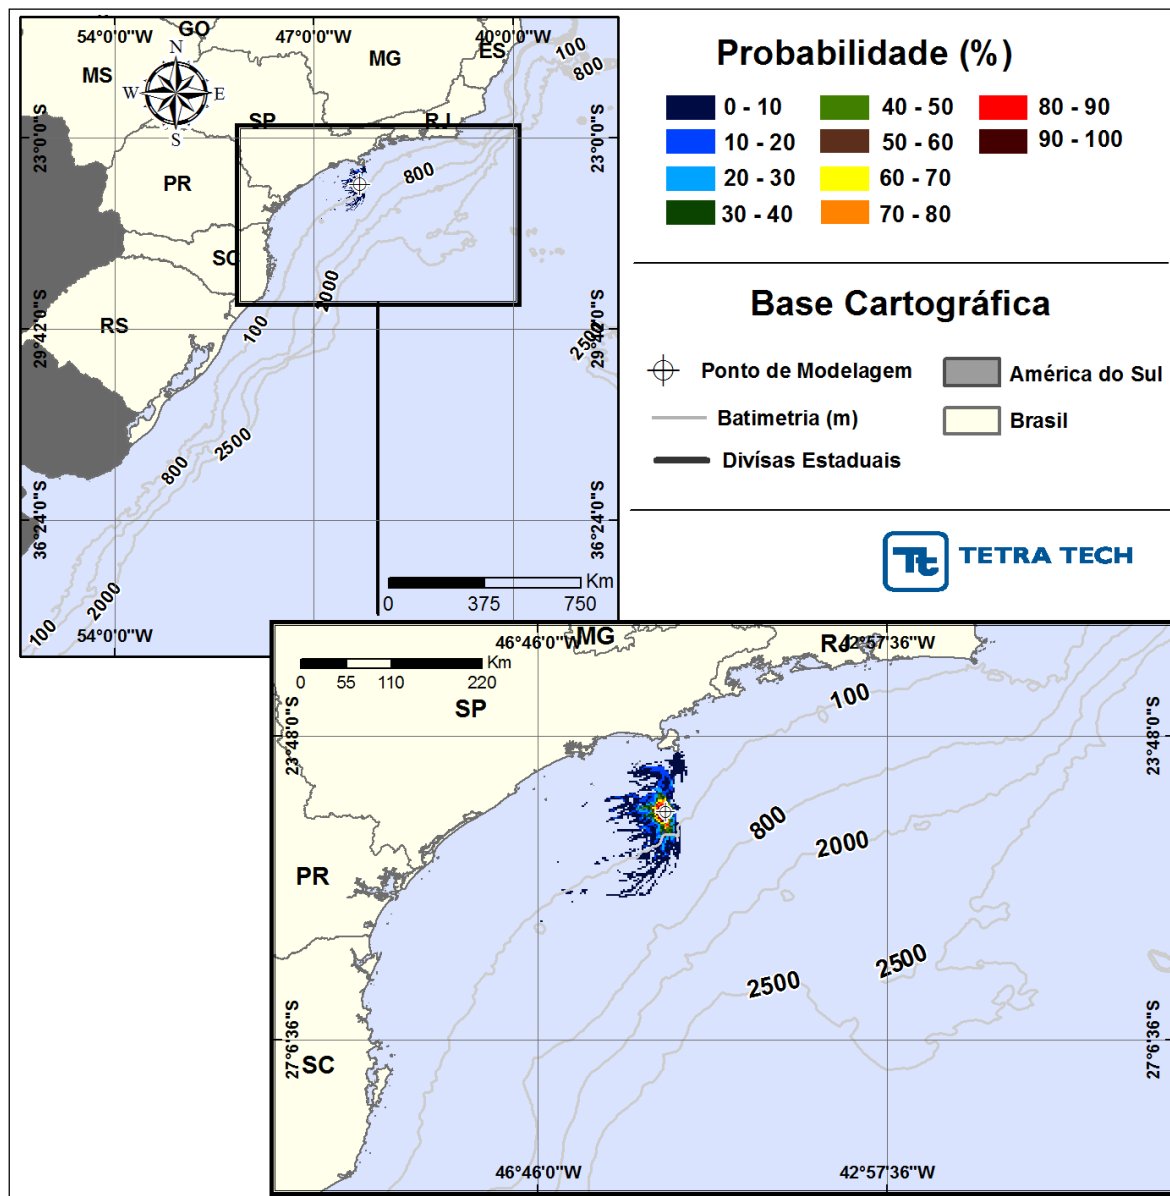 54°0'0"W
47°0'0"W
40°0'0"W
GO
N
W
E
S
MS
MG
ES
100
800
SP
RJ
23°0'0"S
23°0'0"S
PR
800
SC
2000
RS
100
29°42'0"S
29°42'0"S
2500
2500
800
36°24'0"S
36°24'0"S
2000
100
54°0'0"W
Km
0 375 750
Probabilidade (%)
0 - 10
40 - 50
80 - 90
10 - 20
50 - 60
90 - 100
20 - 30
60 - 70
30 - 40
70 - 80
Base Cartográfica
Ponto de Modelagem
América do Sul
Batimetria (m)
Brasil
Divísas Estaduais
Tt
TETRA TECH
46°46'0"W
MG
RJ
42°57'36"W
Km
0 55 110 220
SP
100
23°48'0"S
23°48'0"S
800
2000
PR
2500
2500
27°6'36"S
27°6'36"S
SC
46°46'0"W
42°57'36"W